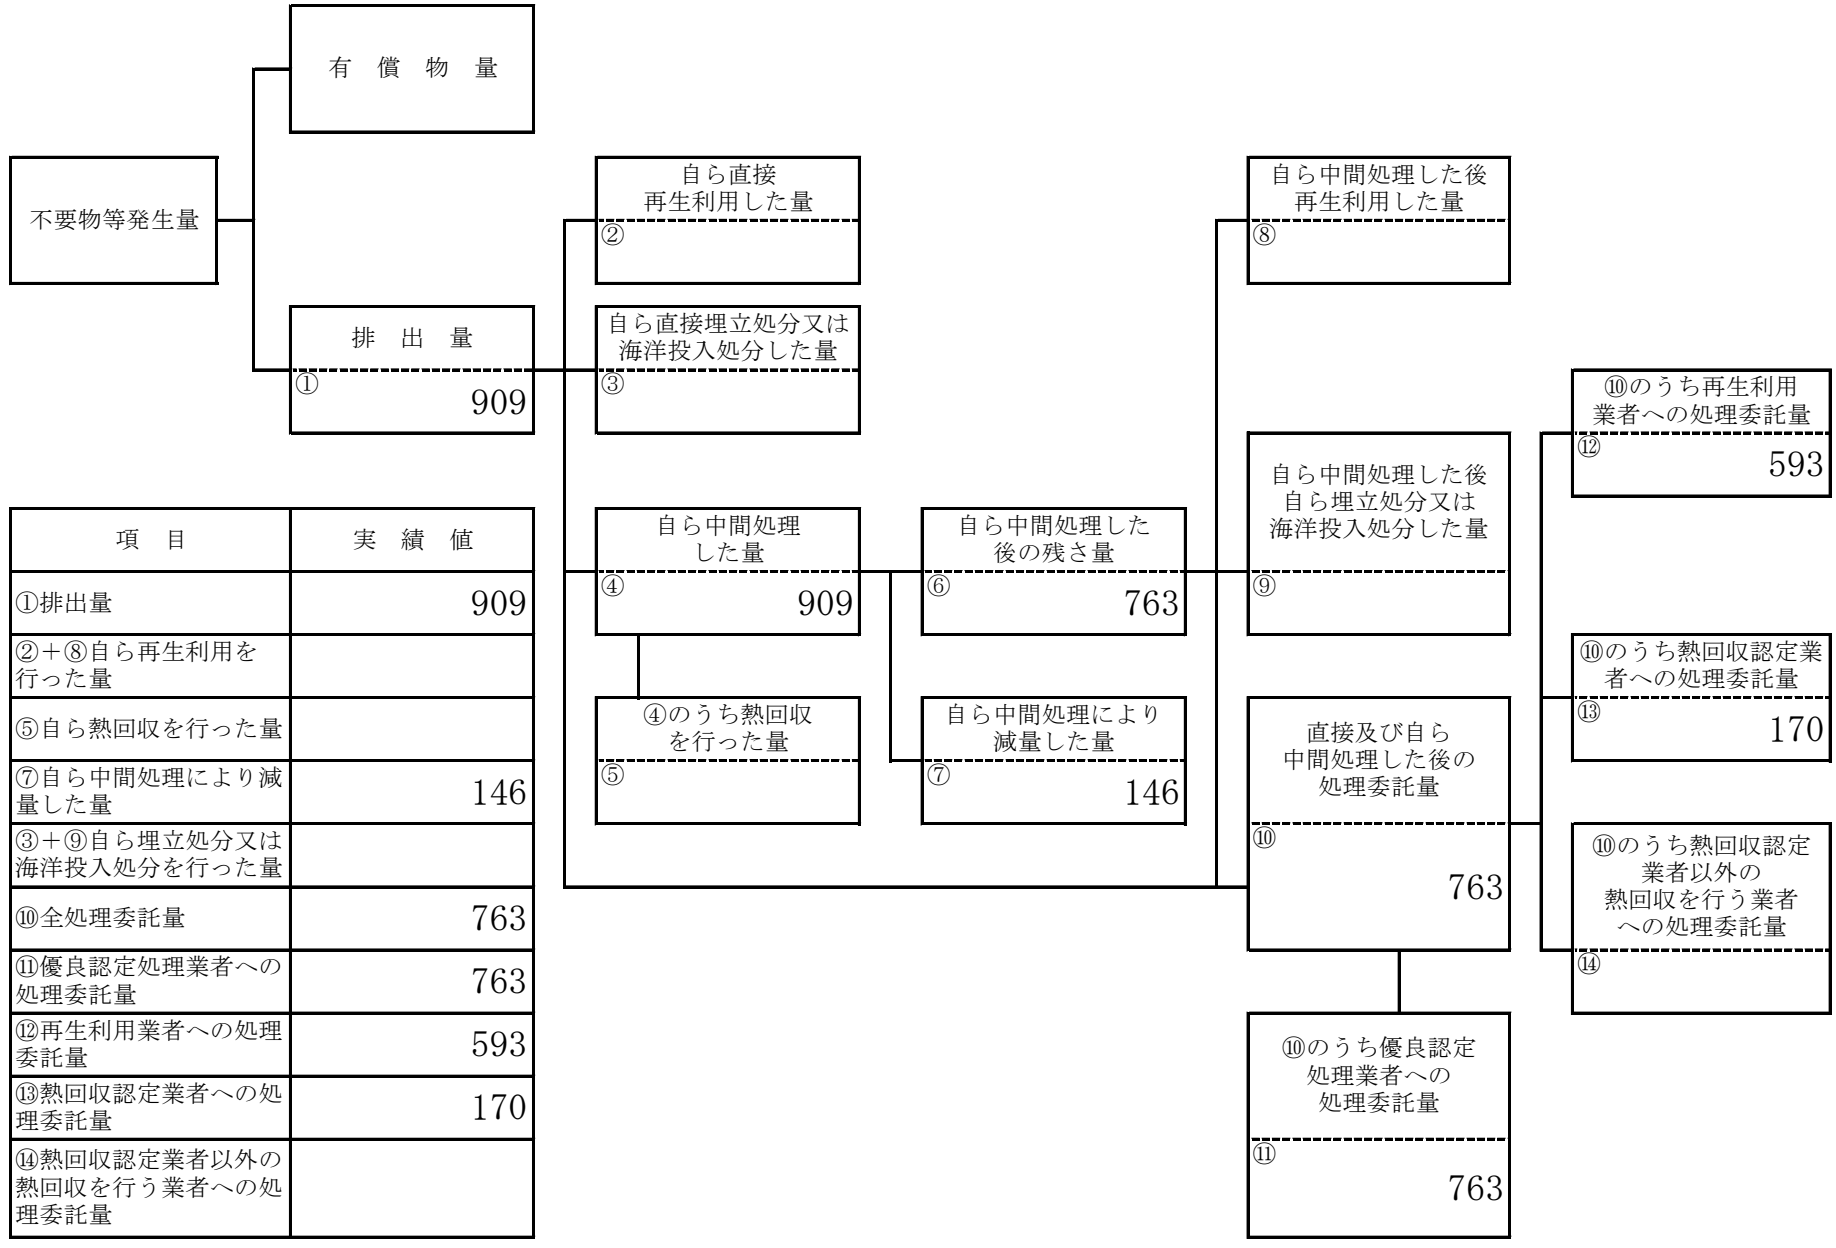 有　償　物　量
不要物等発生量
排　出　量
①
909
自ら直接
再生利用した量
②
自ら直接埋立処分又は
海洋投入処分した量
③
自ら中間処理
した量
④
909
④のうち熱回収
を行った量
⑤
自ら中間処理した
後の残さ量
⑥
763
自ら中間処理により
減量した量
⑦
146
自ら中間処理した後
再生利用した量
⑧
自ら中間処理した後
自ら埋立処分又は
海洋投入処分した量
⑨
直接及び自ら
中間処理した後の
処理委託量
⑩
763
⑩のうち優良認定
処理業者への
処理委託量
⑪
763
⑩のうち再生利用
業者への処理委託量
⑫
593
⑩のうち熱回収認定業
者への処理委託量
⑬
170
⑩のうち熱回収認定
業者以外の
熱回収を行う業者
への処理委託量
⑭
項　目　実　績　値
①排出量　909
②＋⑧自ら再生利用を
行った量
⑤自ら熱回収を行った量
⑦自ら中間処理により減
量した量　146
③＋⑨自ら埋立処分又は
海洋投入処分を行った量
⑩全処理委託量　763
⑪優良認定処理業者への
処理委託量　763
⑫再生利用業者への処理
委託量　593
⑬熱回収認定業者への処
理委託量　170
⑭熱回収認定業者以外の
熱回収を行う業者への処
理委託量